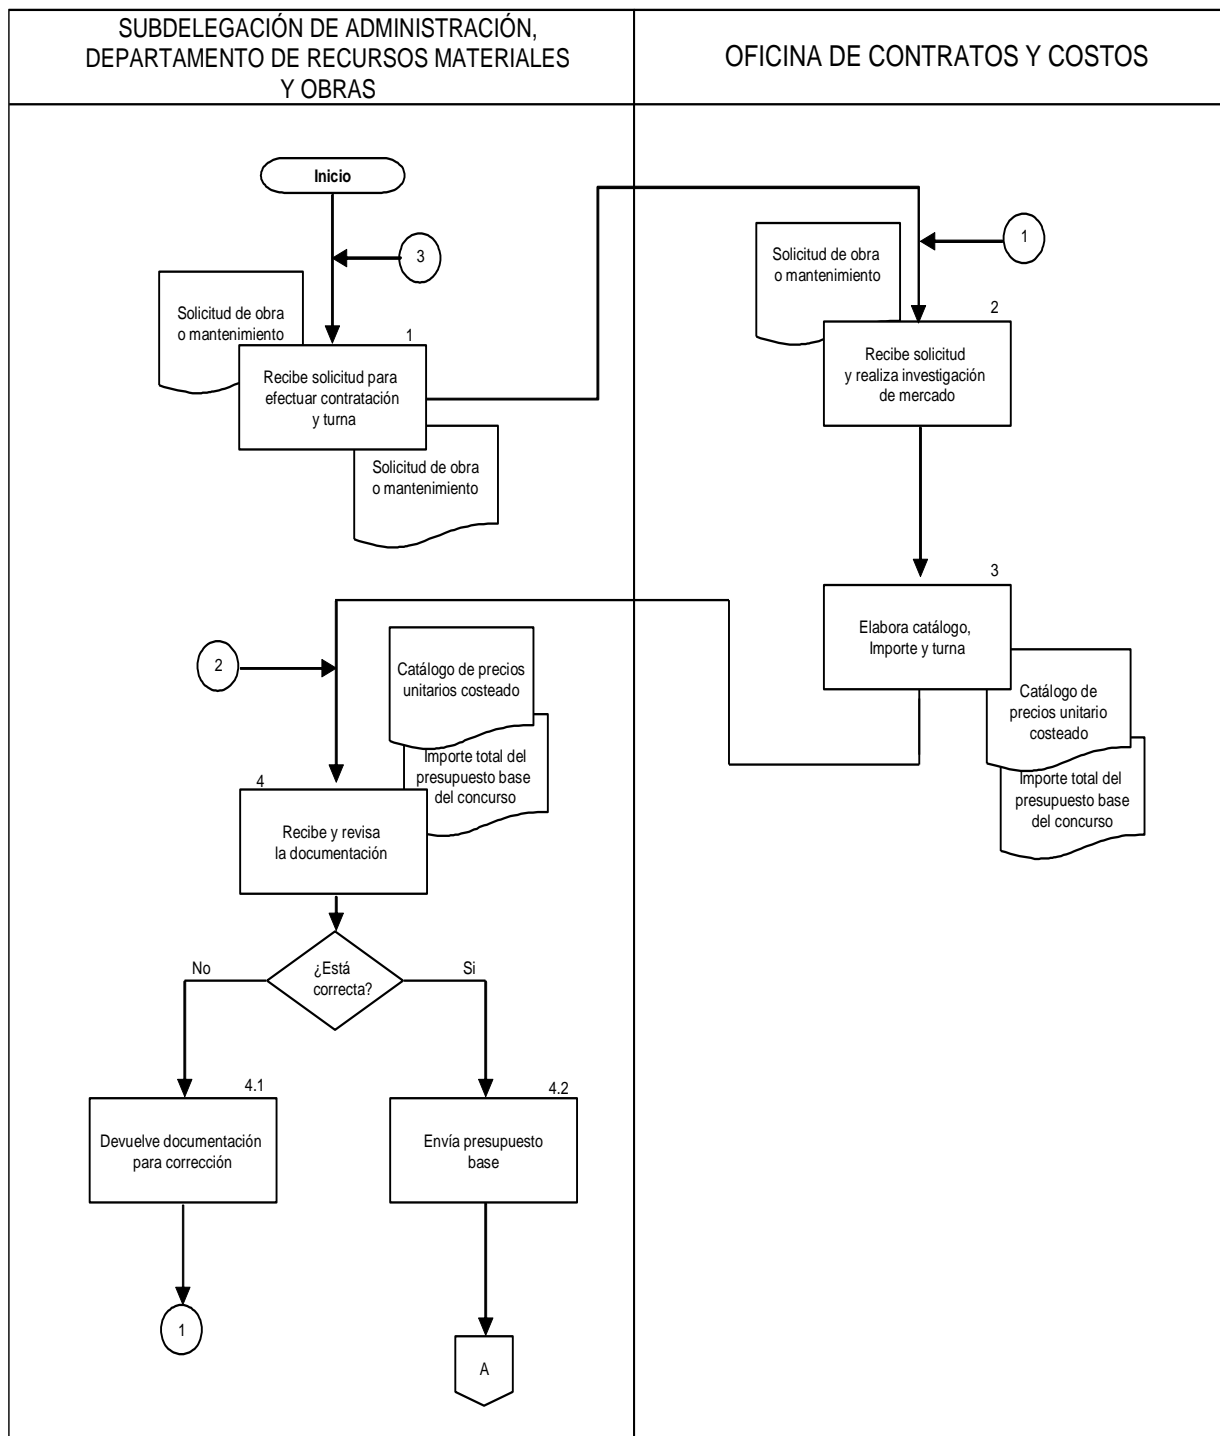 SUBDELEGACIÓN DE ADMINISTRACIÓN,
DEPARTAMENTO DE RECURSOS MATERIALES
Y OBRAS
OFICINA DE CONTRATOS Y COSTOS
Inicio
3
Solicitud de obra
o mantenimiento
1
Recibe solicitud para
efectuar contratación
y turna
Solicitud de obra
o mantenimiento
1
Solicitud de obra
o mantenimiento
2
Recibe solicitud
y realiza investigación
de mercado
3
Elabora catálogo,
Importe y turna
Catálogo de
precios unitario
costeado
Importe total del
presupuesto base
del concurso
2
Catálogo de precios
unitarios costeado
Importe total del
presupuesto base
del concurso
4
Recibe y revisa
la documentación
¿Está
correcta?
No
Si
4.1
Devuelve documentación
para corrección
4.2
Envía presupuesto
base
1
A